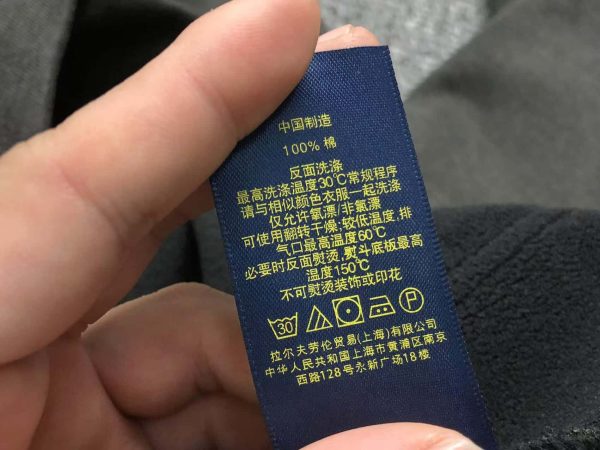 中国制造
100% 棉
反面洗涤
最高洗涤温度30℃常规程序
请与相似颜色衣服一起洗涤
仅允许氧漂/非氯漂
可使用翻转干燥;较低温度,排
气口最高温度60℃
必要时反面熨烫,熨斗底板最高
温度150℃
不可熨烫装饰或印花
30 P
拉尔夫劳伦贸易(上海)有限公司
中华人民共和国上海市黄浦区南京
西路128号永新广场18楼